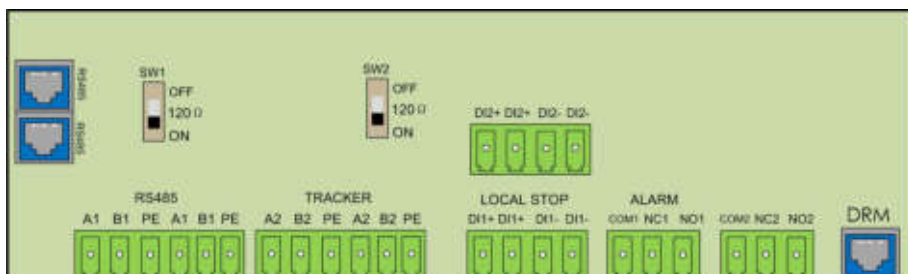 RS485
RS485
SW1
OFF
120 Ω
ON
SW2
OFF
120 Ω
ON
DI2+ DI2+ DI2- DI2-
RS485
A1 B1 PE A1 B1 PE
TRACKER
A2 B2 PE A2 B2 PE
LOCAL STOP
DI1+ DI1+ DI1- DI1-
ALARM
COM1 NC1 NO1
COM2 NC2 NO2
DRM